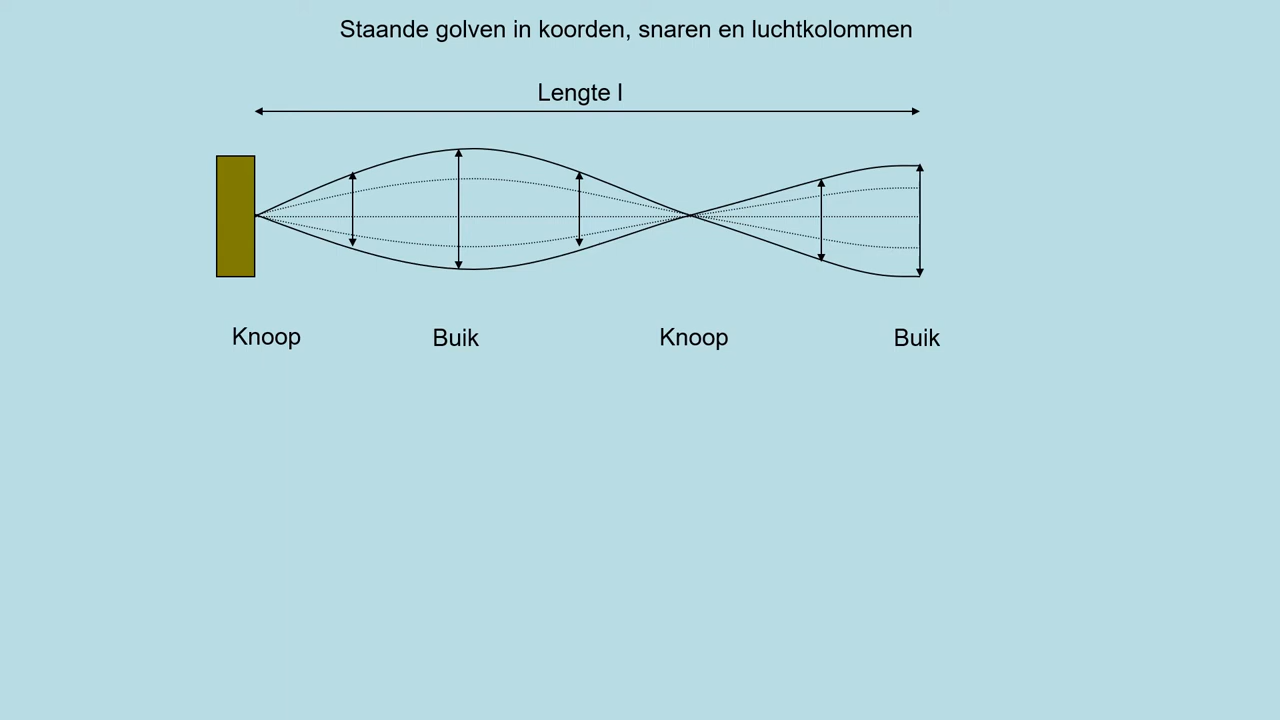 Staande golven in koorden, snaren en luchtkolommen
Lengte l
Knoop Buik Knoop Buik